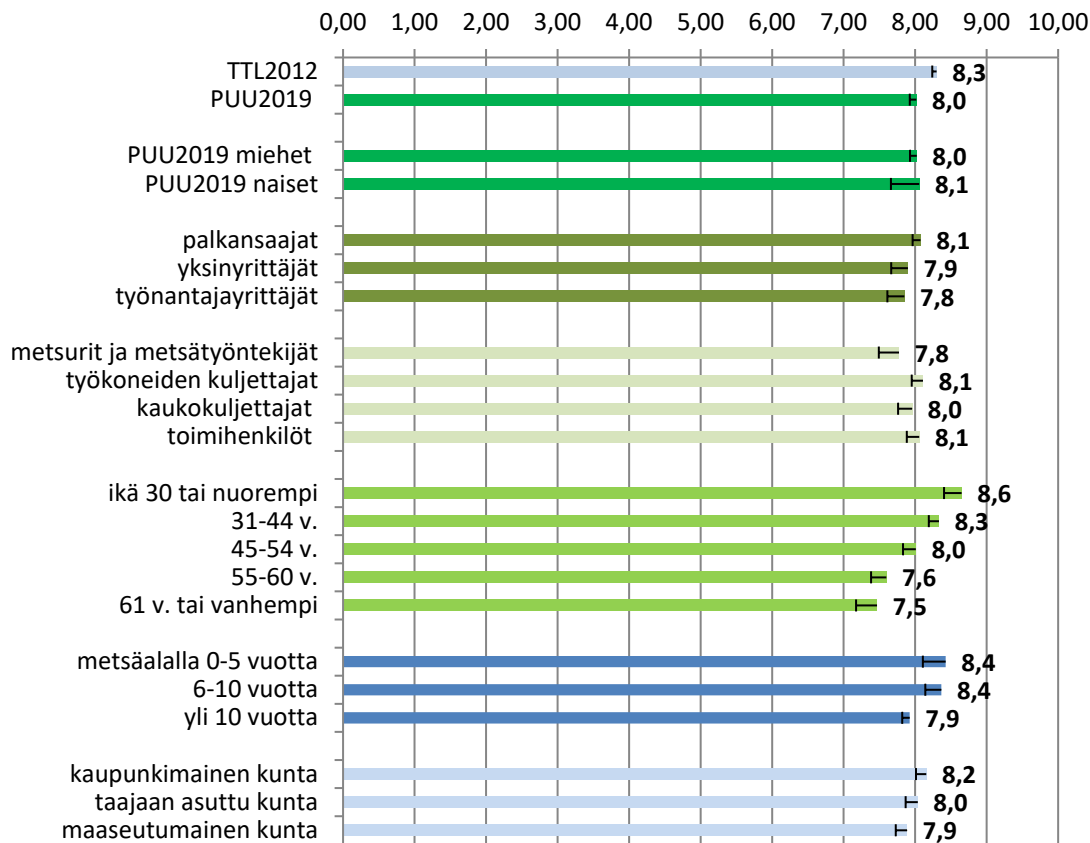 0,00 1,00 2,00 3,00 4,00 5,00 6,00 7,00 8,00 9,00 10,00
TTL2012 8,3
PUU2019 8,0
PUU2019 miehet 8,0
PUU2019 naiset 8,1
palkansaajat 8,1
yksinyrittäjät 7,9
työnantajayrittäjät 7,8
metsurit ja metsätyöntekijät 7,8
työkoneiden kuljettajat 8,1
kaukokuljettajat 8,0
toimihenkilöt 8,1
ikä 30 tai nuorempi 8,6
31-44 v. 8,3
45-54 v. 8,0
55-60 v. 7,6
61 v. tai vanhempi 7,5
metsäalalla 0-5 vuotta 8,4
6-10 vuotta 8,4
yli 10 vuotta 7,9
kaupunkimainen kunta 8,2
taajaan asuttu kunta 8,0
maaseutumainen kunta 7,9